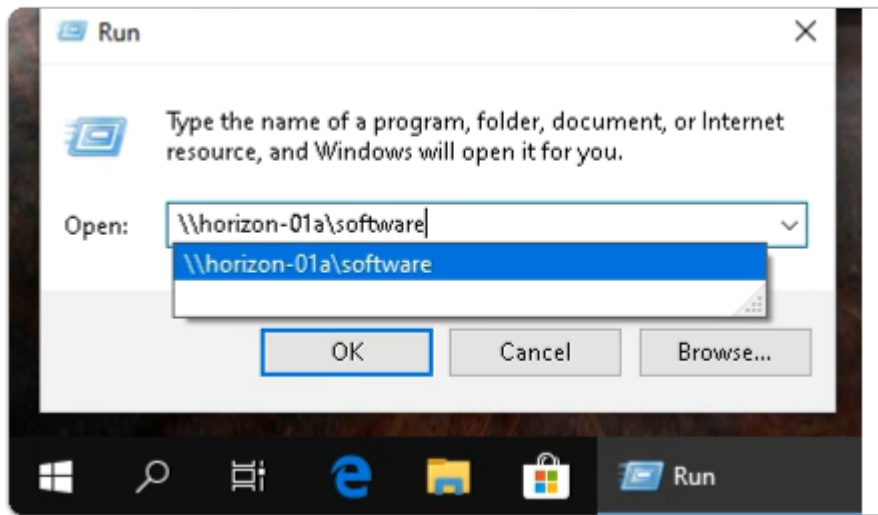 Run
Type the name of a program, folder, document, or Internet
resource, and Windows will open it for you.
Open: \\horizon-01a\software
\\horizon-01a\software
OK Cancel Browse...
Run